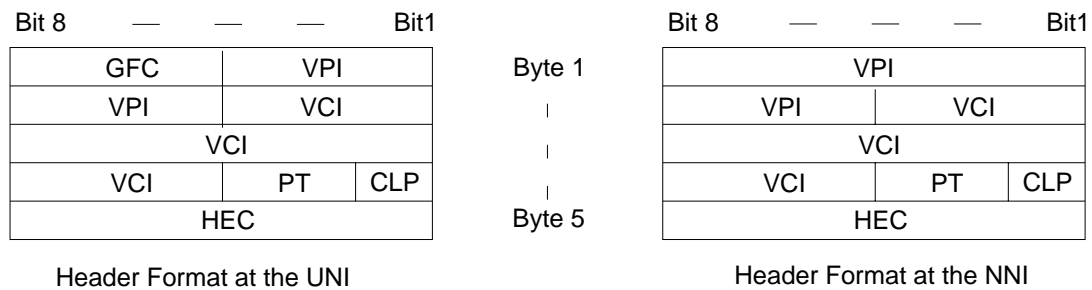 Bit 8 — — — Bit1 Bit 8 — — — Bit1
GFC VPI Byte 1 VPI
VPI VCI VPI VCI
VCI VCI
VCI PT CLP VCI PT CLP
HEC Byte 5 HEC
Header Format at the UNI Header Format at the NNI